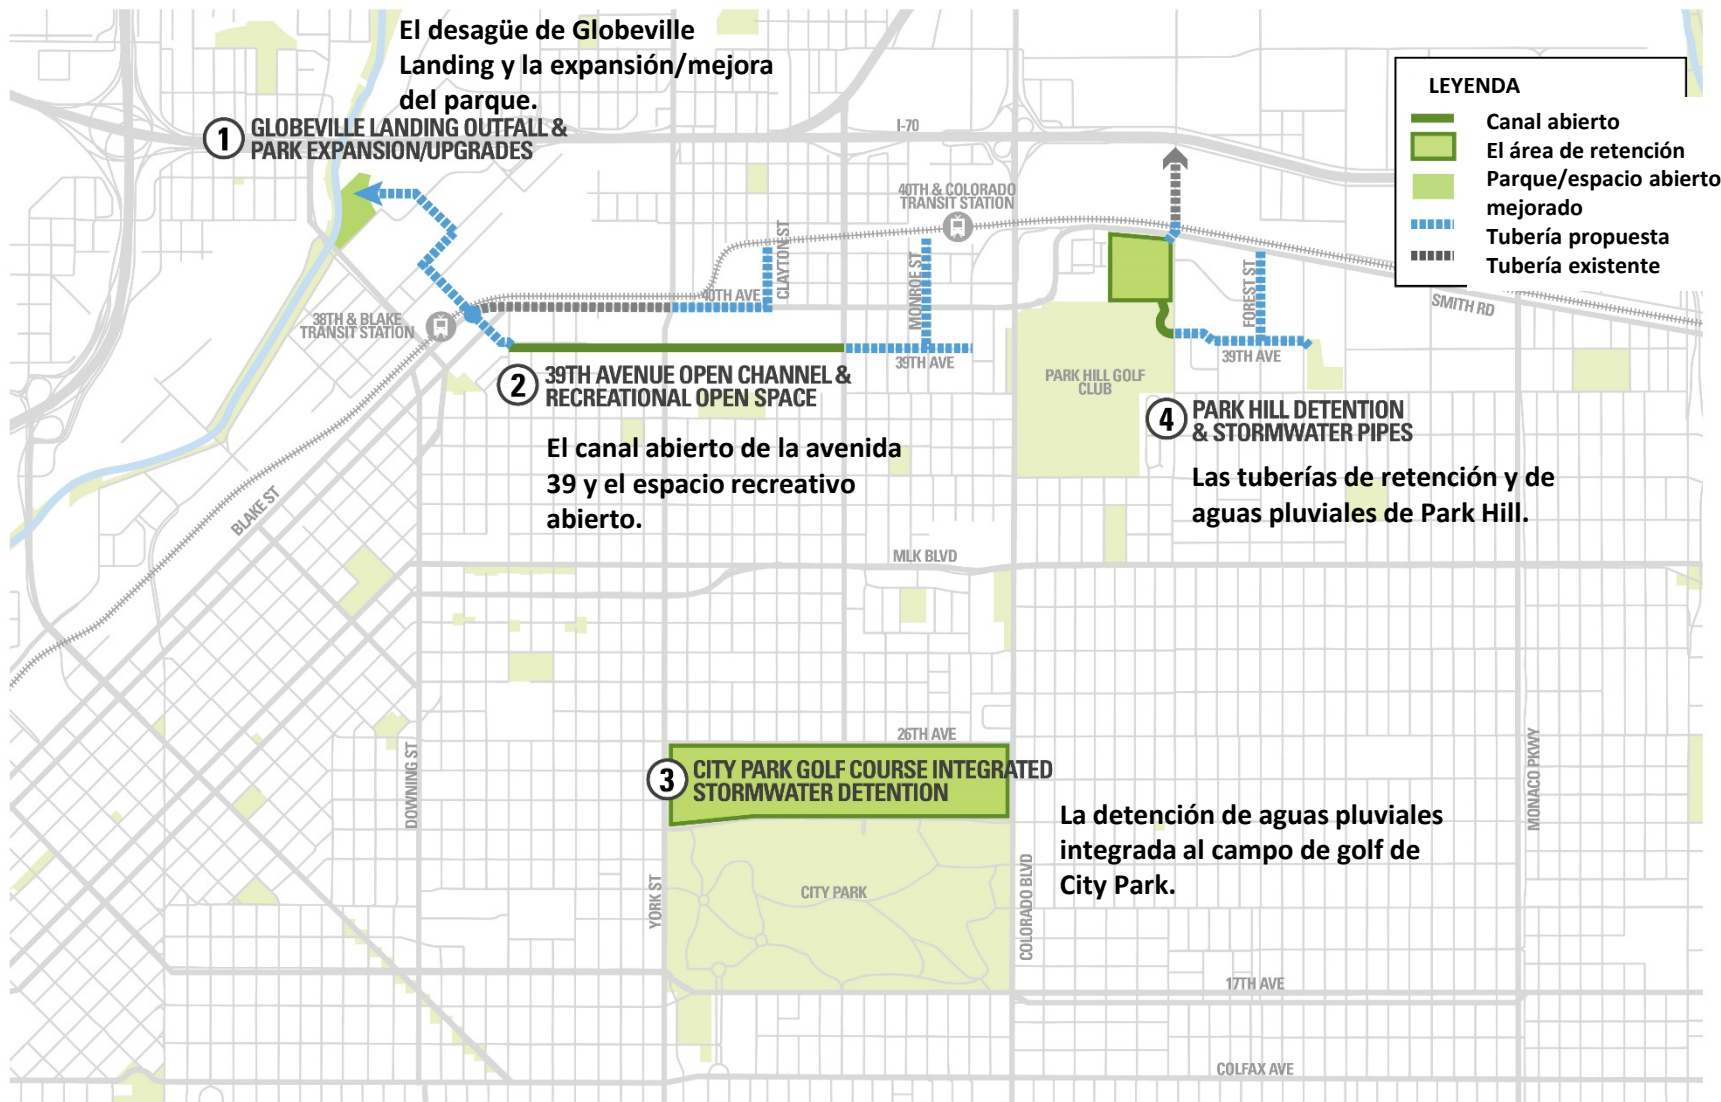 El desagüe de Globeville
Landing y la expansión/mejora
del parque.
1 GLOBEVILLE LANDING OUTFALL &
PARK EXPANSION/UPGRADES
I-70
LEYENDA
Canal abierto
El área de retención
Parque/espacio abierto
mejorado
Tubería propuesta
Tubería existente
40TH & COLORADO
TRANSIT STATION
CLAYTON ST
MONROE ST
FOREST ST
40TH AVE
SMITH RD
38TH & BLAKE
TRANSIT STATION
39TH AVE
39TH AVE
2 39TH AVENUE OPEN CHANNEL &
RECREATIONAL OPEN SPACE
PARK HILL GOLF
CLUB
4 PARK HILL DETENTION
& STORMWATER PIPES
El canal abierto de la avenida
39 y el espacio recreativo
abierto.
Las tuberías de retención y de
aguas pluviales de Park Hill.
BLAKE ST
MLK BLVD
26TH AVE
DOWNING ST
MONACO PKWY
3 CITY PARK GOLF COURSE INTEGRATED
STORMWATER DETENTION
La detención de aguas pluviales
integrada al campo de golf de
City Park.
YORK ST
CITY PARK
COLORADO BLVD
17TH AVE
COLFAX AVE